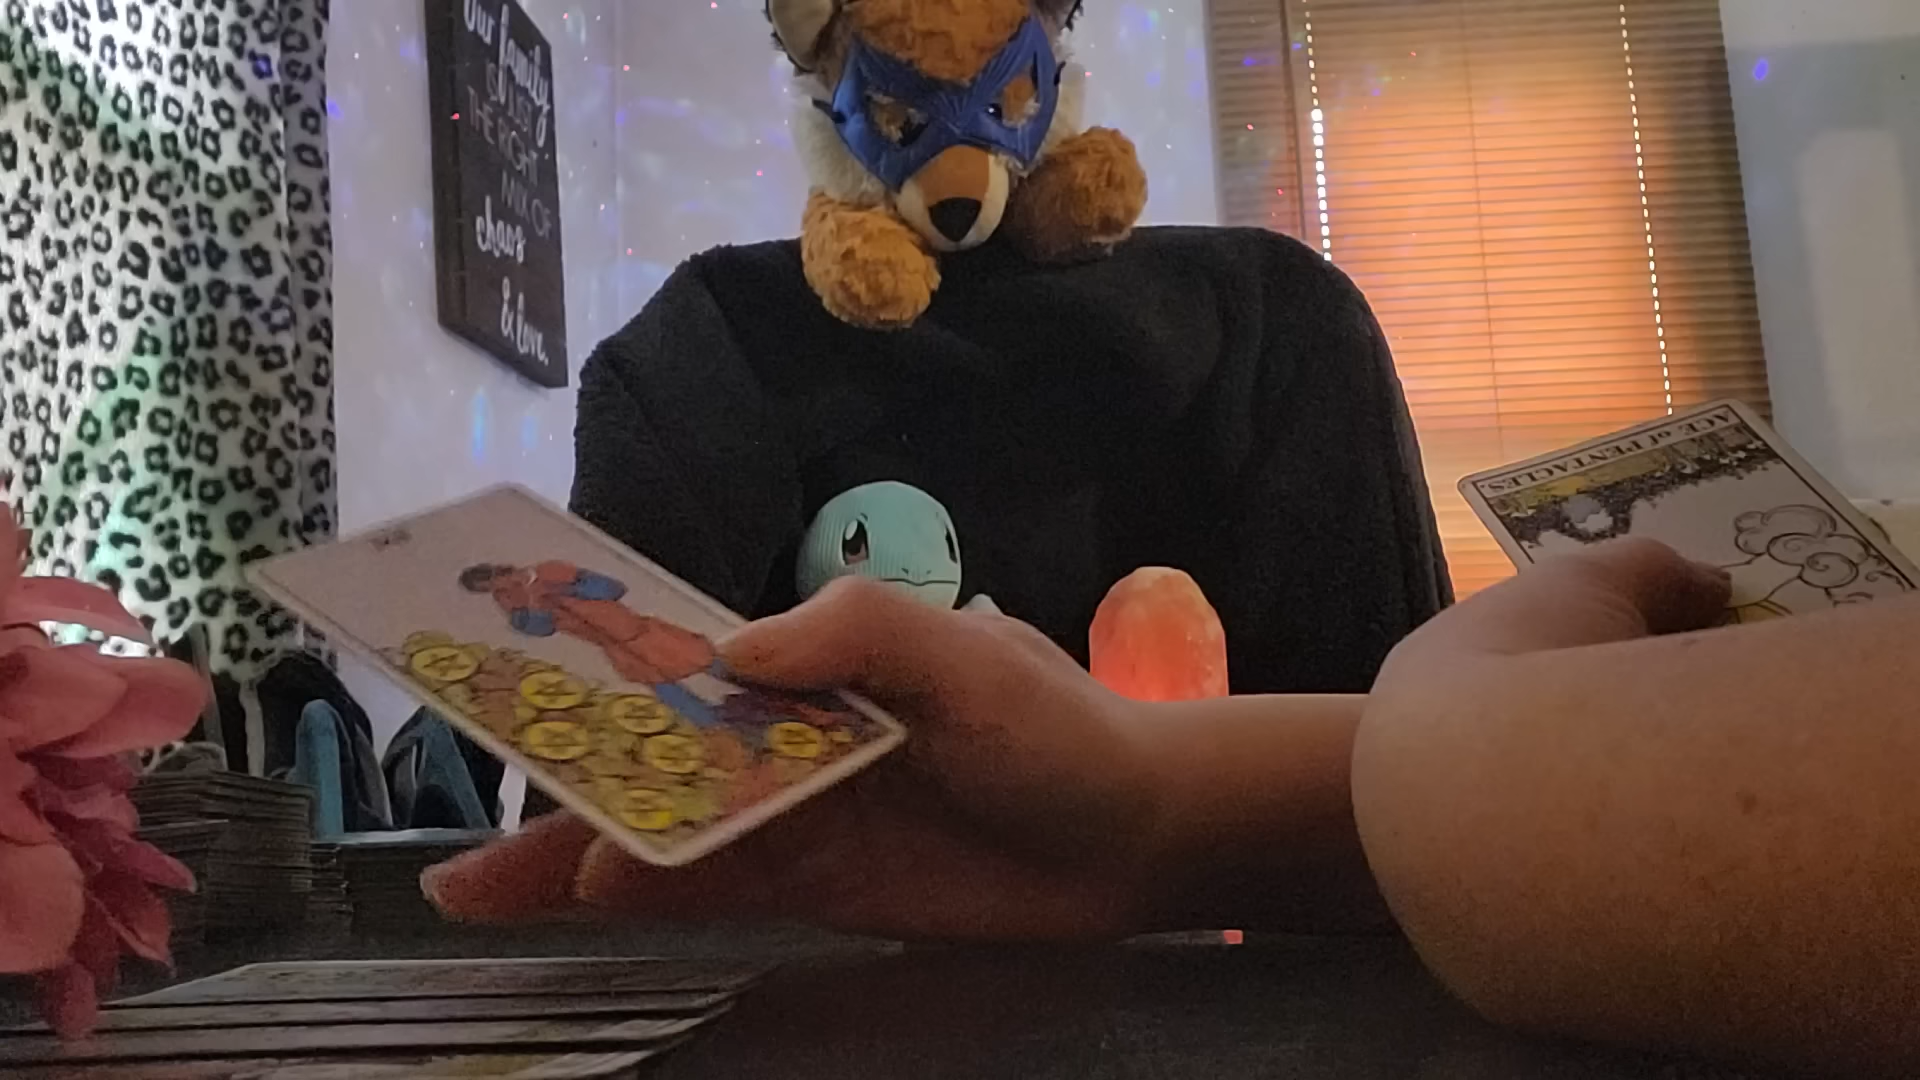 Our family
IS JUST
THE RIGHT
MIX OF
chaos
& love.
ACE of PENTACLES.